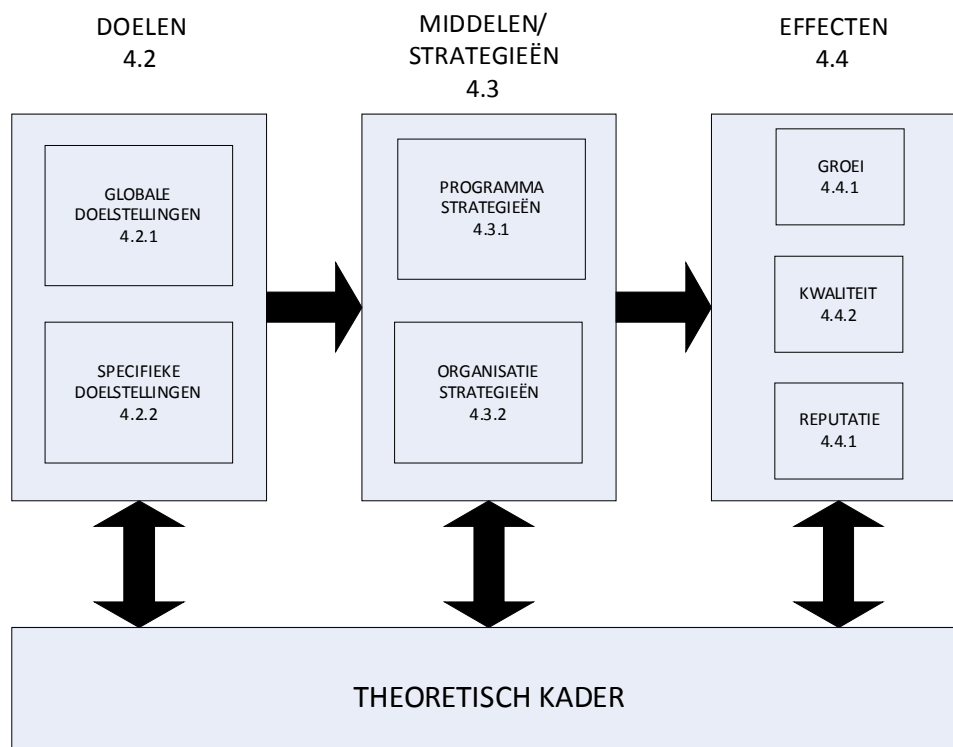 DOELEN
4.2
MIDDELEN/
STRATEGIEËN
4.3
EFFECTEN
4.4
GLOBALE
DOELSTELLINGEN
4.2.1
SPECIFIEKE
DOELSTELLINGEN
4.2.2
PROGRAMMA
STRATEGIEËN
4.3.1
ORGANISATIE
STRATEGIEËN
4.3.2
GROEI
4.4.1
KWALITEIT
4.4.2
REPUTATIE
4.4.1
THEORETISCH KADER